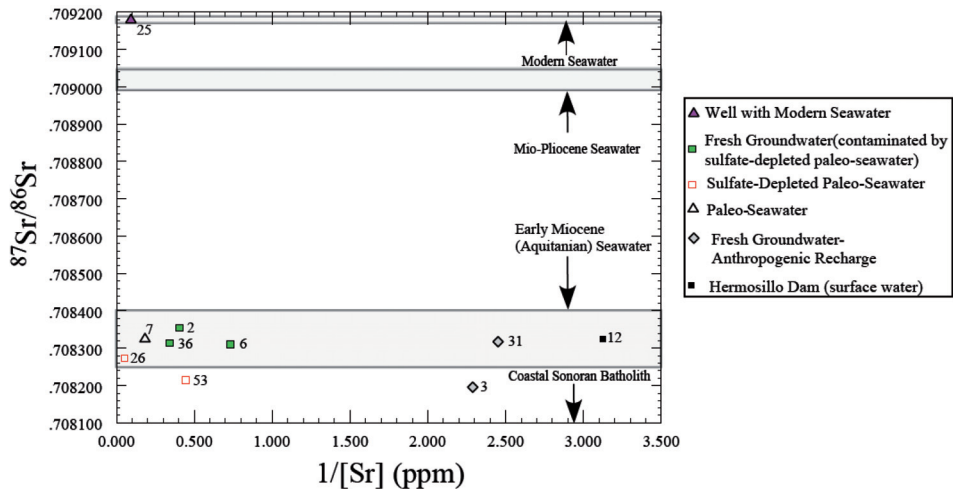 .709200
.709100
.709000
.708900
.708800
.708700
.708600
.708500
.708400
.708300
.708200
.708100
87Sr/86Sr
25
Modern Seawater
Mio-Pliocene Seawater
Early Miocene
(Aquitanian) Seawater
2
7
36
6
31
12
26
53
3
Coastal Sonoran Batholith
0.000
0.500
1.000
1.500
2.000
2.500
3.000
3.500
1/[Sr] (ppm)
Well with Modern Seawater
Fresh Groundwater(contaminated by
sulfate-depleted paleo-seawater)
Sulfate-Depleted Paleo-Seawater
Paleo-Seawater
Fresh Groundwater-
Anthropogenic Recharge
Hermosillo Dam (surface water)